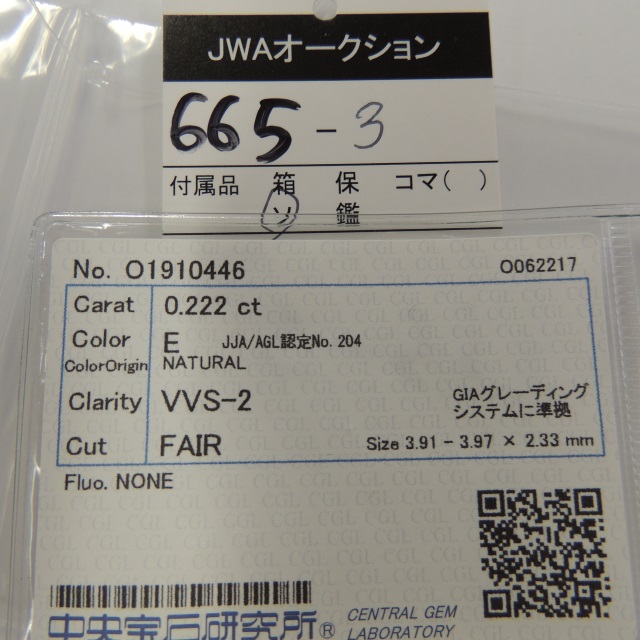 JWAオークション
665-3
付属品 箱 保 コマ( )
ソ 鑑
No. O1910446 O062217
Carat 0.222 ct
Color E JJA/AGL認定No. 204
ColorOrigin NATURAL
Clarity VVS-2 GIAグレーディング
システムに準拠
Cut FAIR Size 3.91 - 3.97 × 2.33 mm
Fluo. NONE
中央宝石研究所® CENTRAL GEM
LABORATORY